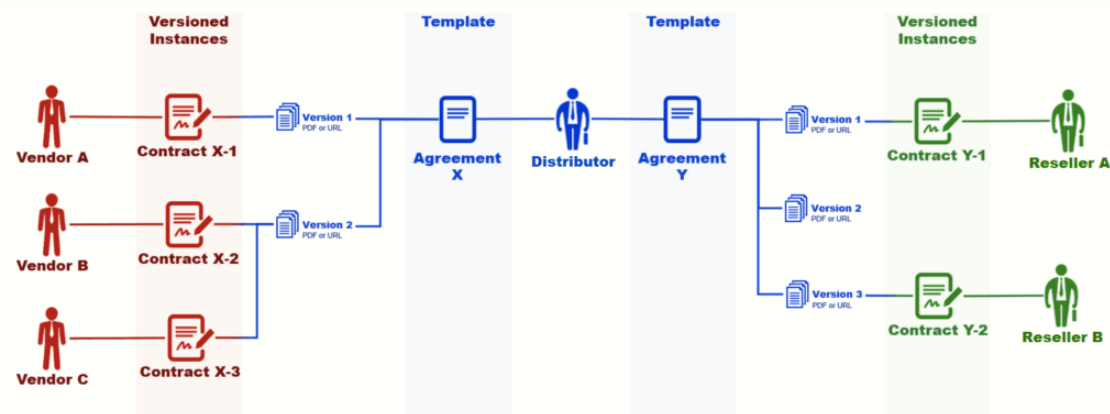 Versioned
Instances
Template
Template
Versioned
Instances
Vendor A
Contract X-1
Version 1
PDF or URL
Agreement
X
Distributor
Agreement
Y
Version 1
PDF or URL
Contract Y-1
Reseller A
Vendor B
Contract X-2
Version 2
PDF or URL
Version 2
PDF or URL
Vendor C
Contract X-3
Version 3
PDF or URL
Contract Y-2
Reseller B